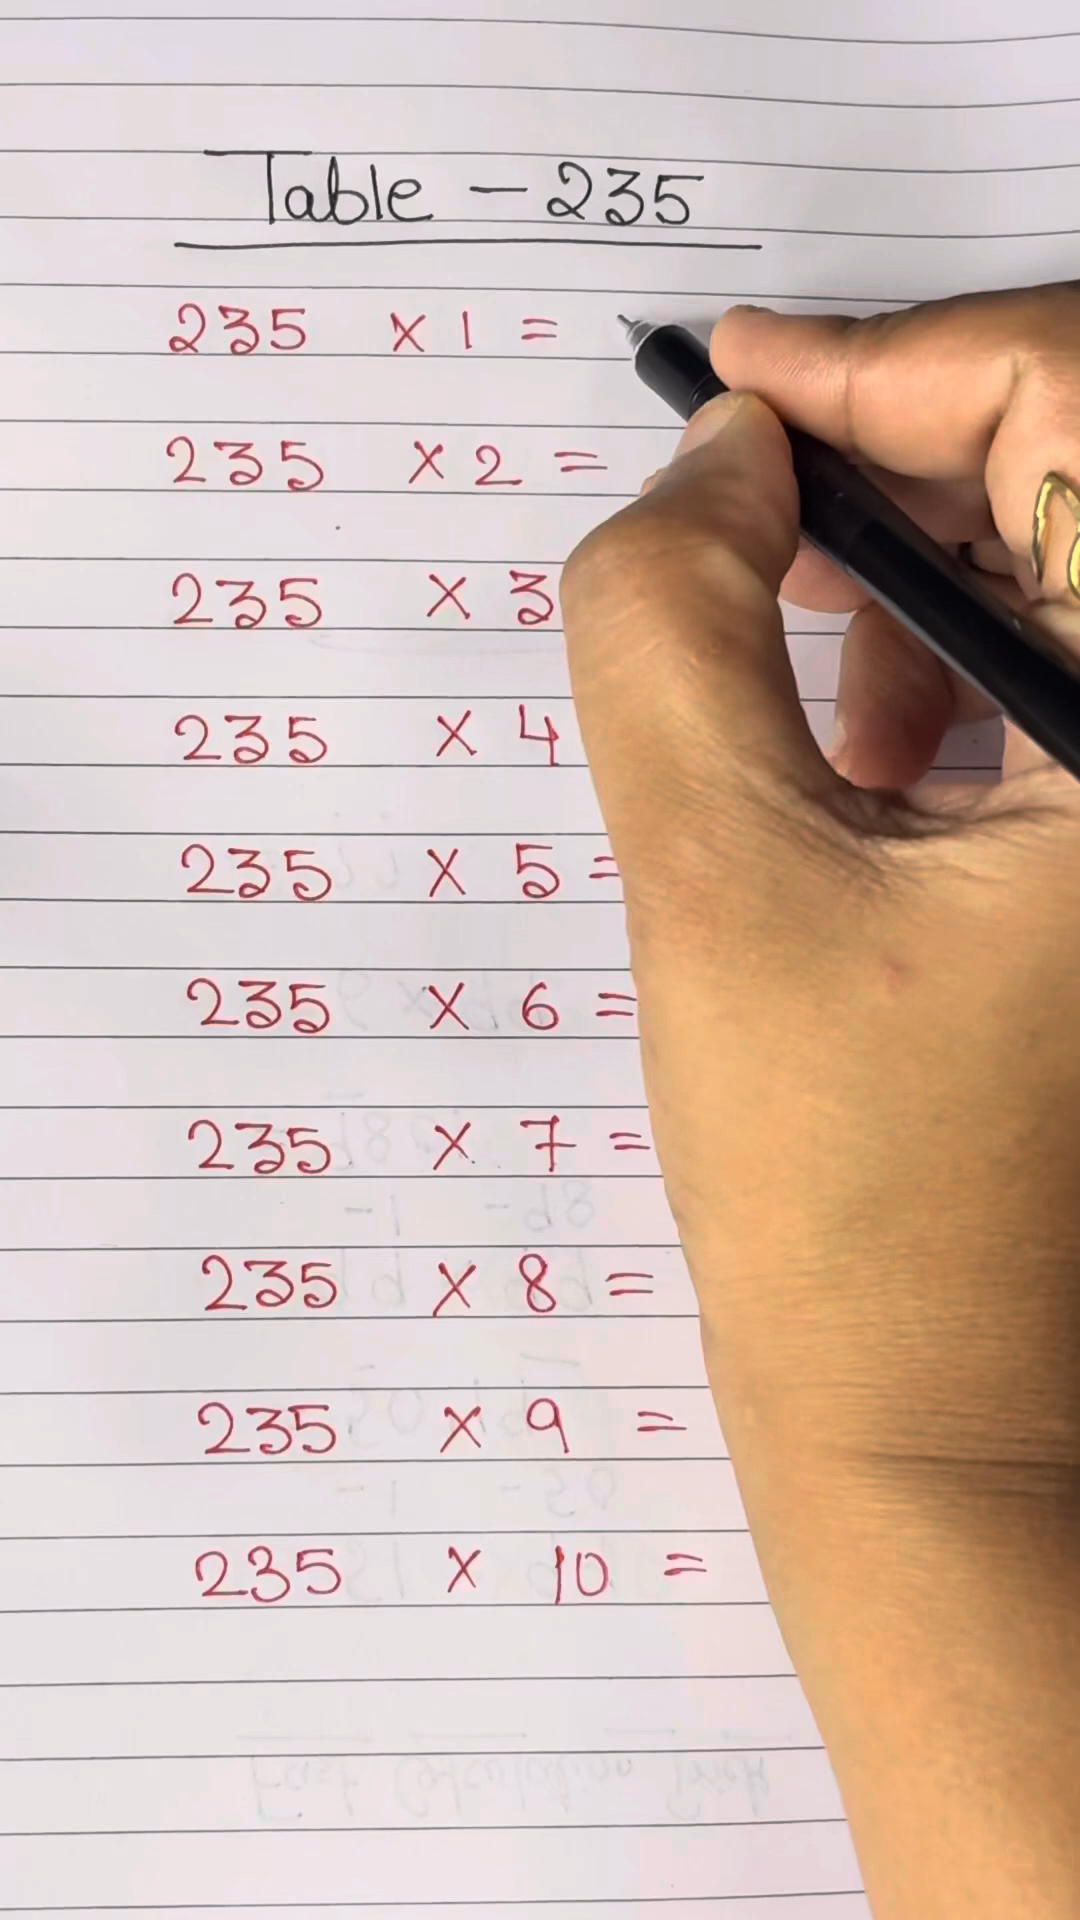 Table - 235
235 × 1 =
235 × 2 =
235 × 3
235 × 4
235 × 5 =
235 × 6 =
235 × 7 =
235 × 8 =
235 × 9 =
235 × 10 =